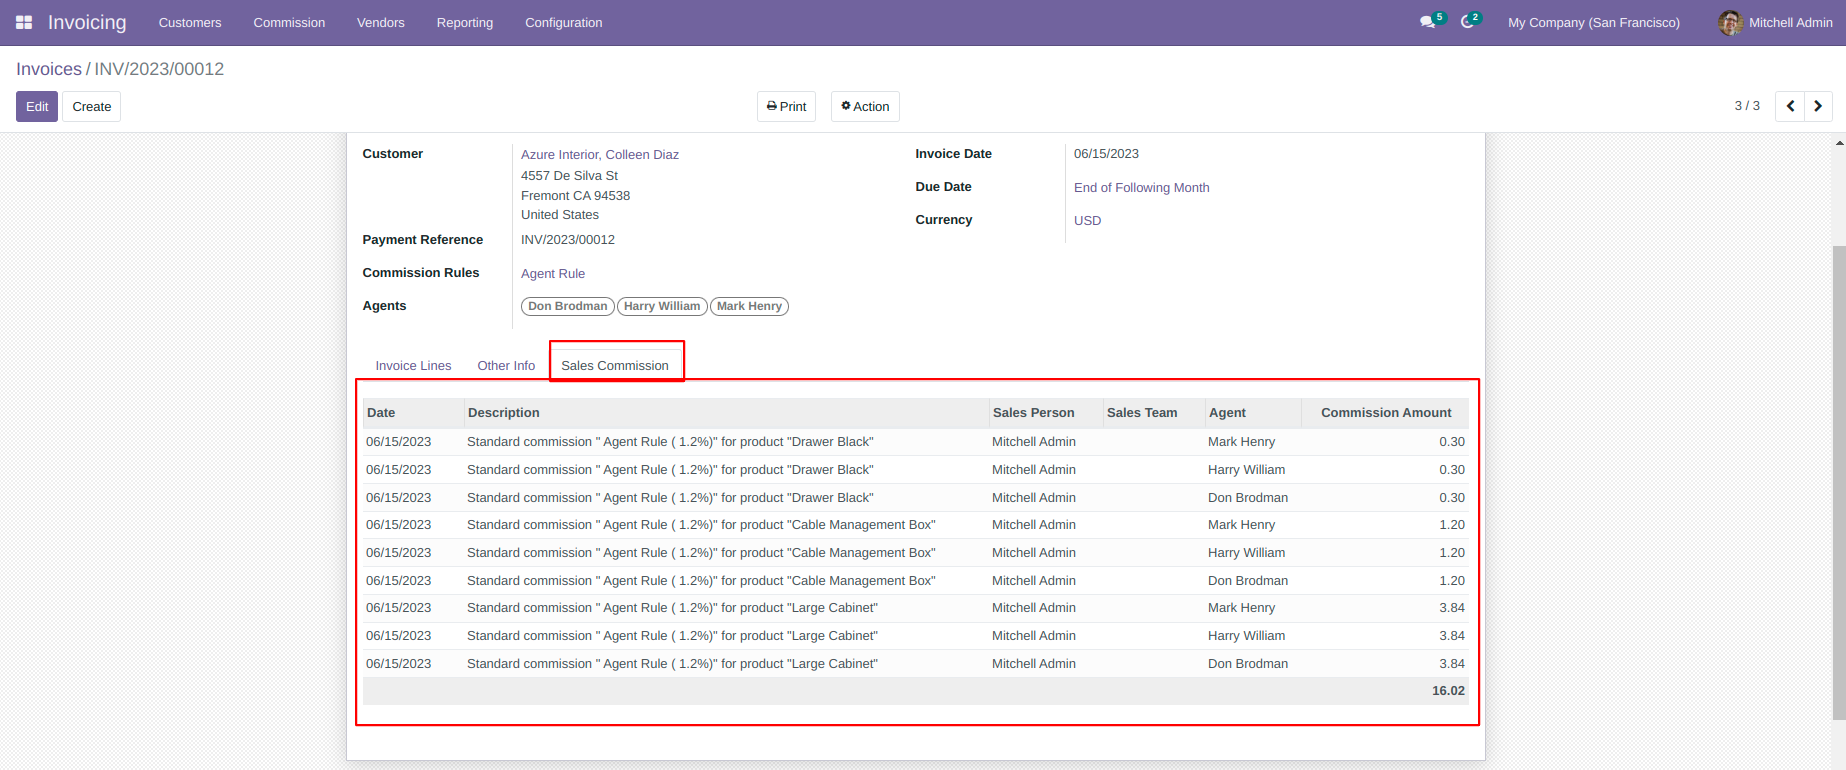 Invoicing Customers Commission Vendors Reporting Configuration 5 2 My Company (San Francisco) Mitchell Admin
Invoices / INV/2023/00012
Edit Create Print Action 3 / 3
Customer Azure Interior, Colleen Diaz Invoice Date 06/15/2023
4557 De Silva St
Due Date End of Following Month
Fremont CA 94538
United States
Currency USD
Payment Reference INV/2023/00012
Commission Rules Agent Rule
Agents Don Brodman Harry William Mark Henry
Invoice Lines Other Info Sales Commission
Date Description Sales Person Sales Team Agent Commission Amount
06/15/2023 Standard commission " Agent Rule ( 1.2%)" for product "Drawer Black" Mitchell Admin Mark Henry 0.30
06/15/2023 Standard commission " Agent Rule ( 1.2%)" for product "Drawer Black" Mitchell Admin Harry William 0.30
06/15/2023 Standard commission " Agent Rule ( 1.2%)" for product "Drawer Black" Mitchell Admin Don Brodman 0.30
06/15/2023 Standard commission " Agent Rule ( 1.2%)" for product "Cable Management Box" Mitchell Admin Mark Henry 1.20
06/15/2023 Standard commission " Agent Rule ( 1.2%)" for product "Cable Management Box" Mitchell Admin Harry William 1.20
06/15/2023 Standard commission " Agent Rule ( 1.2%)" for product "Cable Management Box" Mitchell Admin Don Brodman 1.20
06/15/2023 Standard commission " Agent Rule ( 1.2%)" for product "Large Cabinet" Mitchell Admin Mark Henry 3.84
06/15/2023 Standard commission " Agent Rule ( 1.2%)" for product "Large Cabinet" Mitchell Admin Harry William 3.84
06/15/2023 Standard commission " Agent Rule ( 1.2%)" for product "Large Cabinet" Mitchell Admin Don Brodman 3.84
16.02